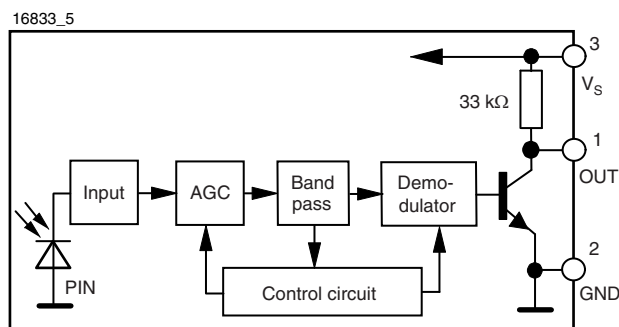 16833_5
3
V_S
33 kΩ
1
OUT
Input
AGC
Band
pass
Demo-
dulator
2
GND
PIN
Control circuit